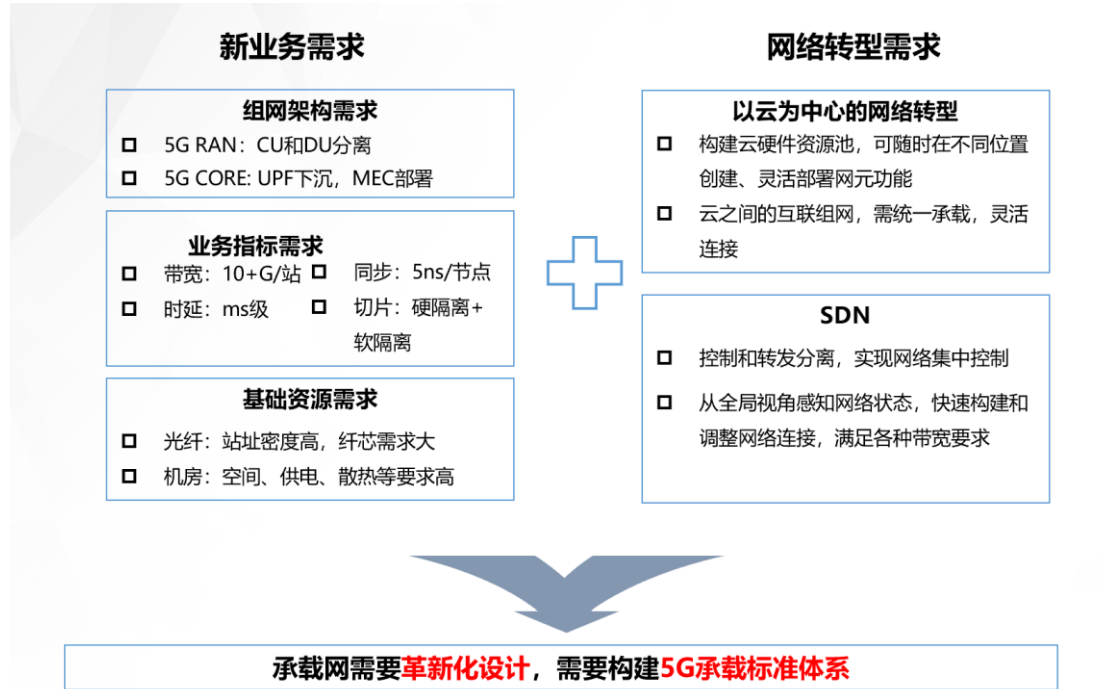 新业务需求
组网架构需求
5G RAN：CU和DU分离
5G CORE: UPF下沉，MEC部署
业务指标需求
带宽：10+G/站
同步：5ns/节点
时延：ms级
切片：硬隔离+
软隔离
基础资源需求
光纤：站址密度高，纤芯需求大
机房：空间、供电、散热等要求高
网络转型需求
以云为中心的网络转型
构建云硬件资源池，可随时在不同位置
创建、灵活部署网元功能
云之间的互联组网，需统一承载，灵活
连接
SDN
控制和转发分离，实现网络集中控制
从全局视角感知网络状态，快速构建和
调整网络连接，满足各种带宽要求
承载网需要革新化设计，需要构建5G承载标准体系